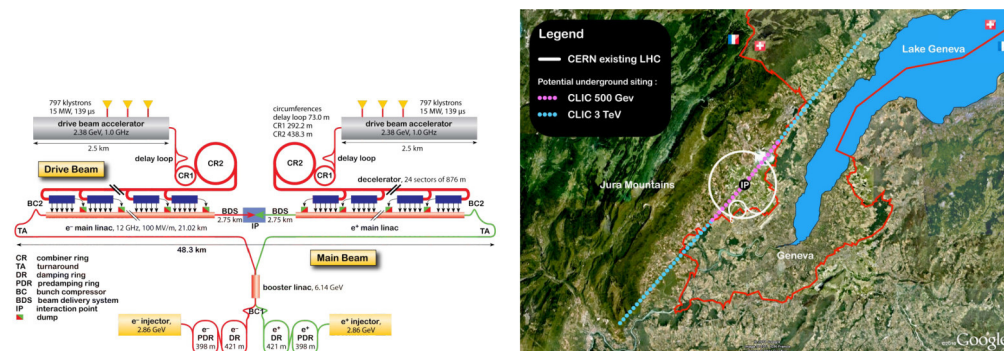 797 klystrons
15 MW, 139 μs
drive beam accelerator
2.38 GeV, 1.0 GHz
2.5 km
delay loop
CR1
CR2
Drive Beam
circumferences
delay loop 73.0 m
CR1 292.2 m
CR2 438.3 m
797 klystrons
15 MW, 139 μs
drive beam accelerator
2.38 GeV, 1.0 GHz
2.5 km
delay loop
CR2
CR1
decelerator, 24 sectors of 876 m
BC2
BC2
BDS
2.75 km
BDS
2.75 km
IP
TA
TA
e⁻ main linac, 12 GHz, 100 MV/m, 21.02 km
e⁺ main linac
48.3 km
Main Beam
CR combiner ring
TA turnaround
DR damping ring
PDR predamping ring
BC bunch compressor
BDS beam delivery system
IP interaction point
dump
booster linac, 6.14 GeV
BC1
e⁻ injector,
2.86 GeV
e⁻
PDR
398 m
e⁻
DR
421 m
e⁺
DR
421 m
e⁺
PDR
398 m
e⁺ injector,
2.86 GeV
Legend
CERN existing LHC
Potential underground siting :
CLIC 500 Gev
CLIC 3 TeV
Lake Geneva
Jura Mountains
IP
Geneva
Google